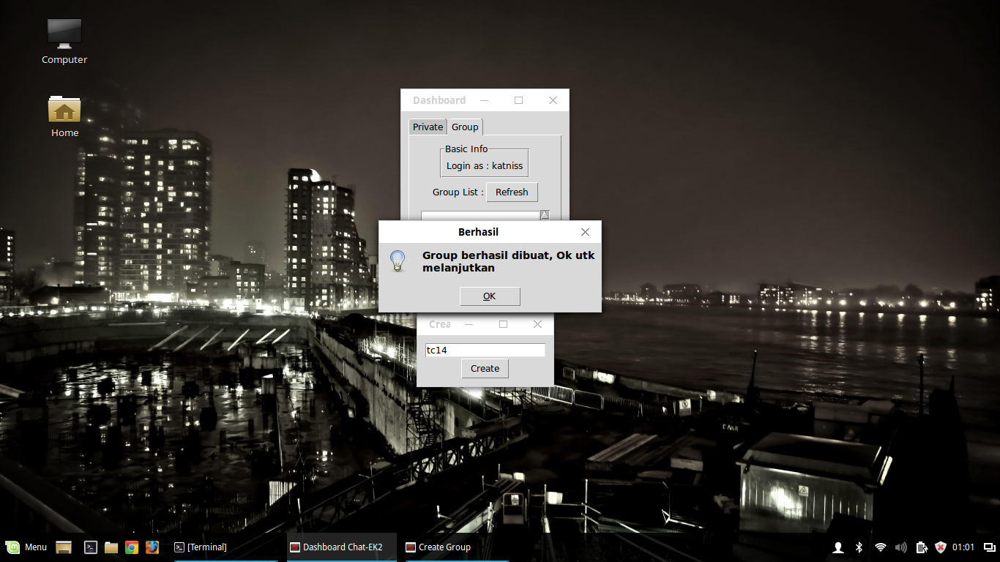 Computer
Home
Dashboard
Private Group
Basic Info
Login as : katniss
Group List : Refresh
Berhasil
Group berhasil dibuat, Ok utk
melanjutkan
OK
Crea
tc14
Create
Menu [Terminal] Dashboard Chat-EK2 Create Group 01:01